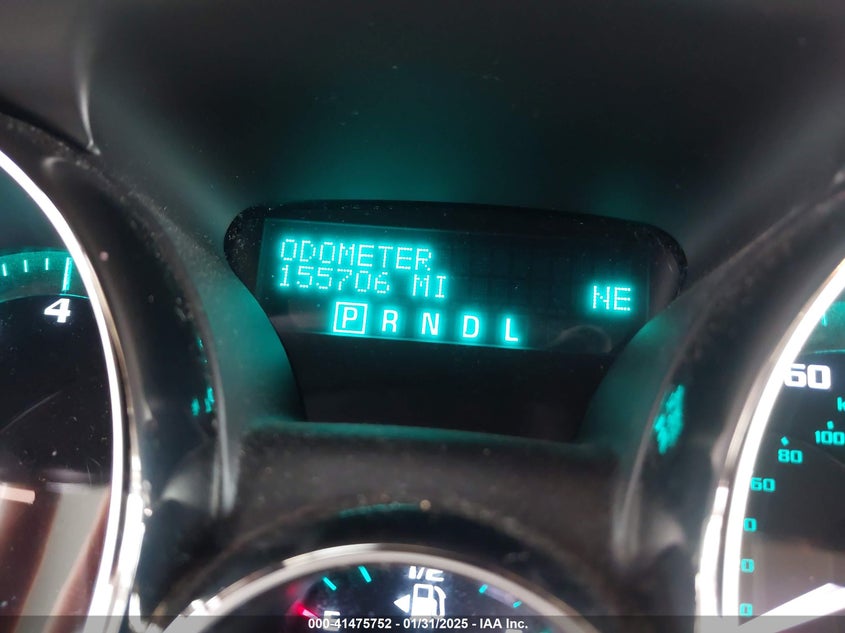 ODOMETER
155706 MI
NE
P R N D L
4
60
100
80
60
1/2
000-41475752 - 01/31/2025 - IAA Inc.